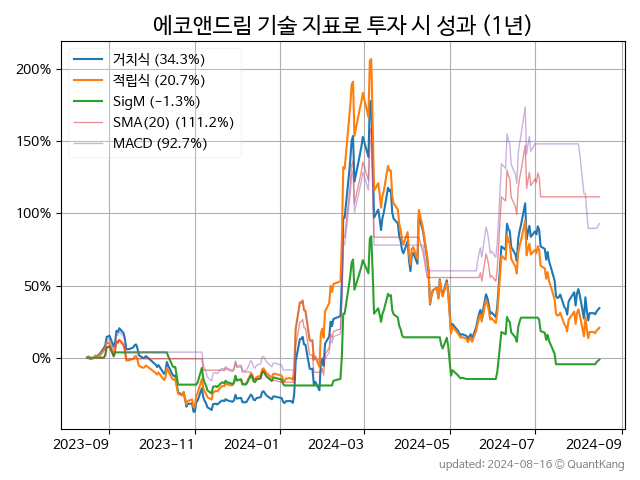 에코앤드림 기술 지표로 투자 시 성과 (1년)
거치식 (34.3%)
적립식 (20.7%)
SigM (-1.3%)
SMA(20) (111.2%)
MACD (92.7%)
200%
150%
100%
50%
0%
2023-09 2023-11 2024-01 2024-03 2024-05 2024-07 2024-09
updated: 2024-08-16 © QuantKang